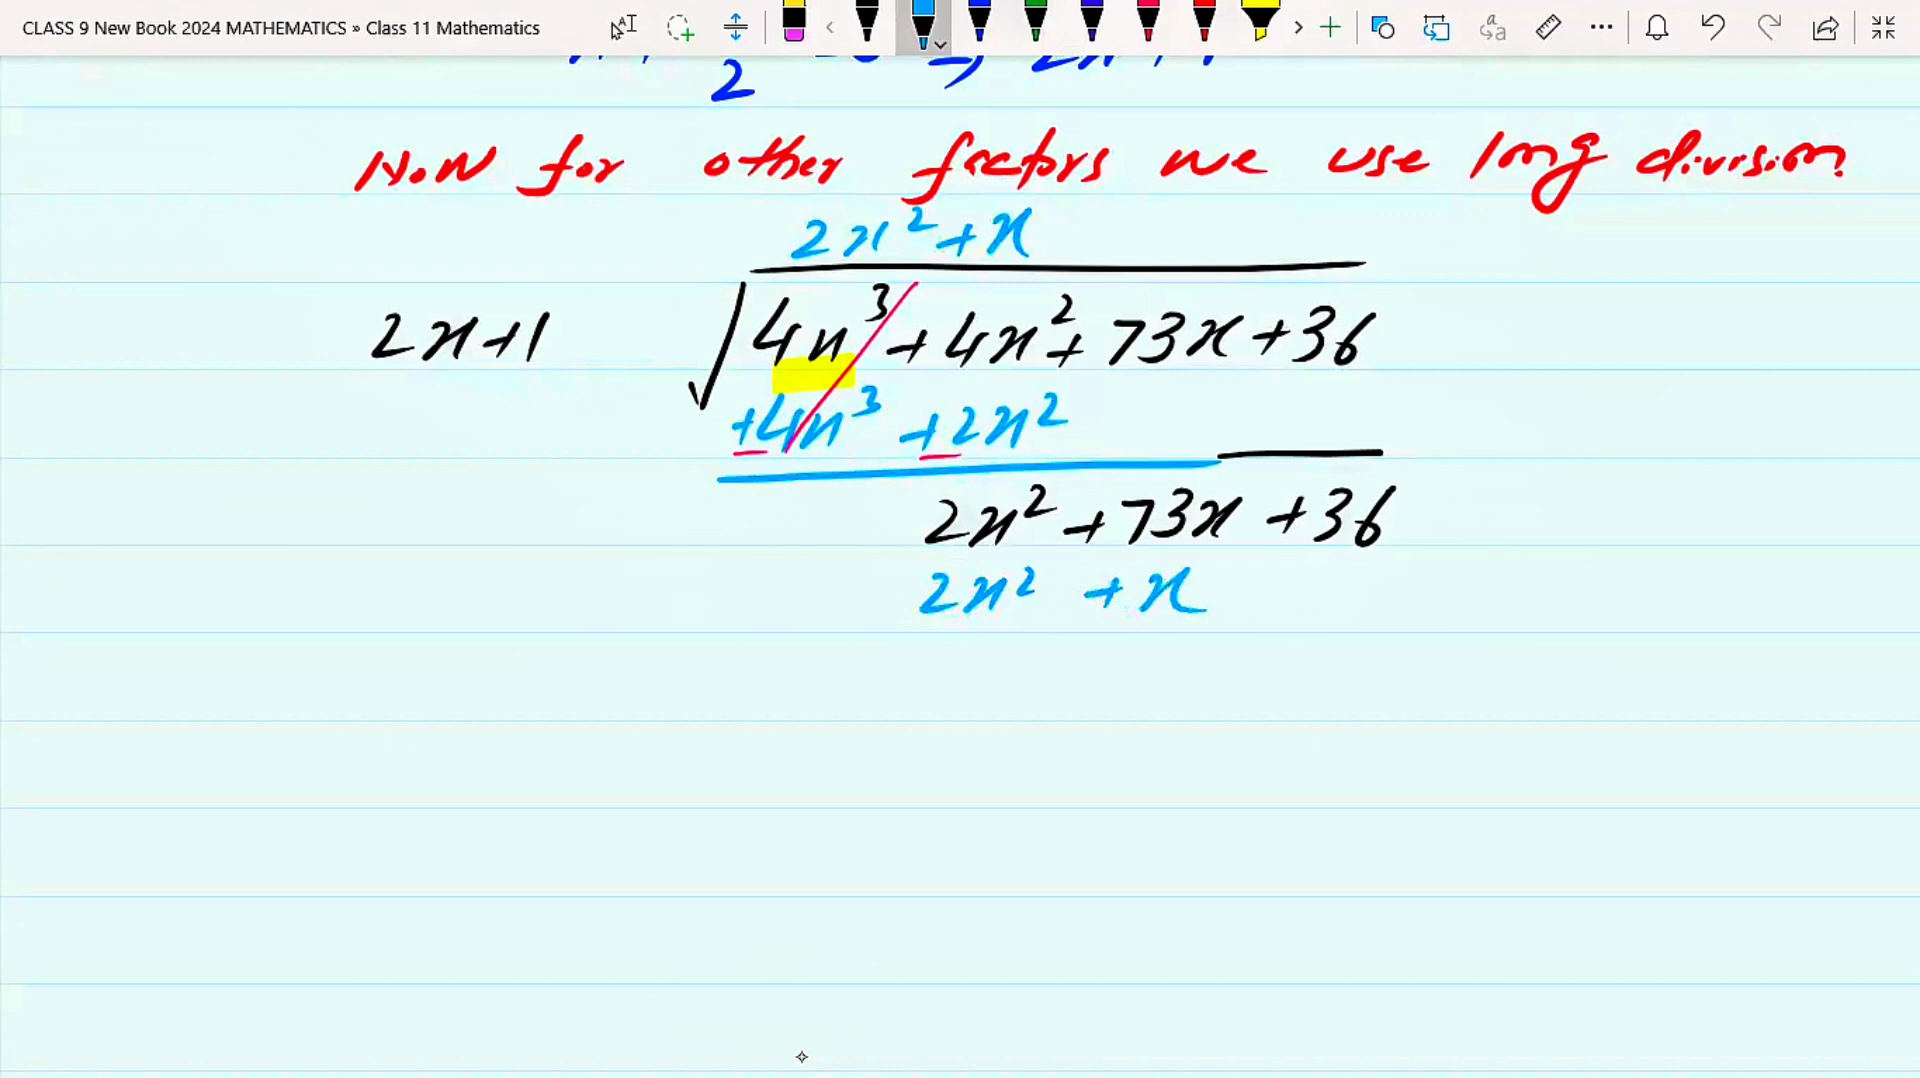 CLASS 9 New Book 2024 MATHEMATICS » Class 11 Mathematics
2
Now for other factors we use long division.
2x² + x
2x+1 √4x³ + 4x² + 73x + 36
+4x³ + 2x²
2x² + 73x + 36
2x² + x